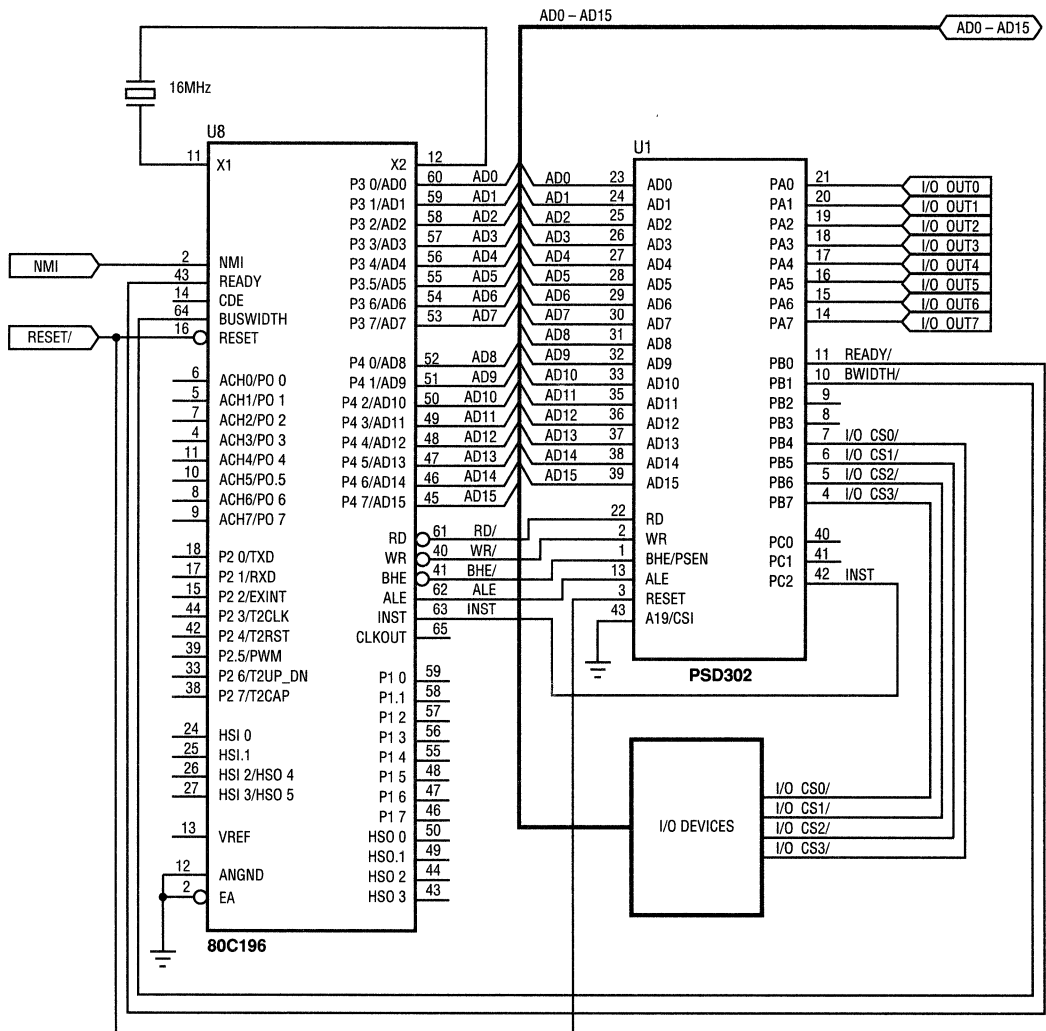 AD0 – AD15
AD0 – AD15
16MHz
U8
11 X1
X2 12
P3 0/AD0 60 AD0
P3 1/AD1 59 AD1
P3 2/AD2 58 AD2
P3 3/AD3 57 AD3
P3 4/AD4 56 AD4
P3.5/AD5 55 AD5
P3 6/AD6 54 AD6
P3 7/AD7 53 AD7
NMI
2 NMI
43 READY
14 CDE
64 BUSWIDTH
RESET/
16 RESET
P4 0/AD8 52 AD8
P4 1/AD9 51 AD9
P4 2/AD10 50 AD10
P4 3/AD11 49 AD11
P4 4/AD12 48 AD12
P4 5/AD13 47 AD13
P4 6/AD14 46 AD14
P4 7/AD15 45 AD15
6 ACH0/PO 0
5 ACH1/PO 1
7 ACH2/PO 2
4 ACH3/PO 3
11 ACH4/PO 4
10 ACH5/PO.5
8 ACH6/PO 6
9 ACH7/PO 7
RD 61 RD/
WR 40 WR/
BHE 41 BHE/
ALE 62 ALE
INST 63 INST
CLKOUT 65
18 P2 0/TXD
17 P2 1/RXD
15 P2 2/EXINT
44 P2 3/T2CLK
42 P2 4/T2RST
39 P2.5/PWM
33 P2 6/T2UP_DN
38 P2 7/T2CAP
P1 0 59
P1.1 58
P1 2 57
P1 3 56
P1 4 55
P1 5 48
P1 6 47
P1 7 46
24 HSI 0
25 HSI.1
26 HSI 2/HSO 4
27 HSI 3/HSO 5
HSO 0 50
HSO.1 49
HSO 2 44
HSO 3 43
13 VREF
12 ANGND
2 EA
80C196
U1
AD0 23 AD0
AD1 24 AD1
AD2 25 AD2
AD3 26 AD3
AD4 27 AD4
AD5 28 AD5
AD6 29 AD6
AD7 30 AD7
AD8 31 AD8
AD9 32 AD9
AD10 33 AD10
AD11 35 AD11
AD12 36 AD12
AD13 37 AD13
AD14 38 AD14
AD15 39 AD15
22 RD
2 WR
1 BHE/PSEN
13 ALE
3 RESET
43 A19/CSI
PA0 21 I/O OUT0
PA1 20 I/O OUT1
PA2 19 I/O OUT2
PA3 18 I/O OUT3
PA4 17 I/O OUT4
PA5 16 I/O OUT5
PA6 15 I/O OUT6
PA7 14 I/O OUT7
PB0 11 READY/
PB1 10 BWIDTH/
PB2 9
PB3 8
PB4 7 I/O CS0/
PB5 6 I/O CS1/
PB6 5 I/O CS2/
PB7 4 I/O CS3/
PC0 40
PC1 41
PC2 42 INST
PSD302
I/O DEVICES
I/O CS0/
I/O CS1/
I/O CS2/
I/O CS3/